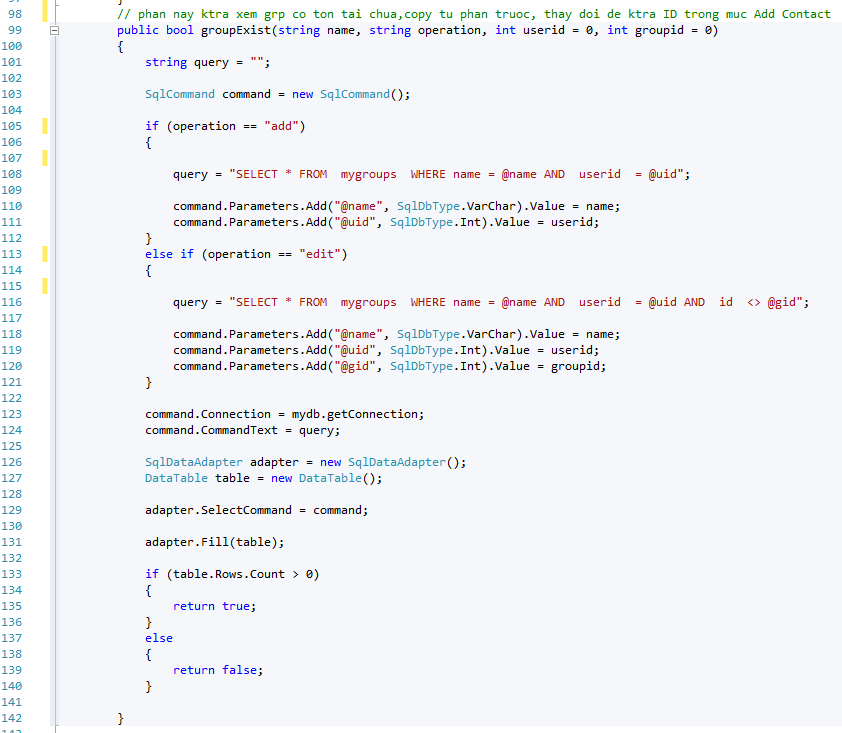 98 // phan nay ktra xem grp co ton tai chua,copy tu phan truoc, thay doi de ktra ID trong muc Add Contact
99 public bool groupExist(string name, string operation, int userid = 0, int groupid = 0)
100 {
101 string query = "";
102
103 SqlCommand command = new SqlCommand();
104
105 if (operation == "add")
106 {
107
108 query = "SELECT * FROM  mygroups  WHERE name = @name AND  userid  = @uid";
109
110 command.Parameters.Add("@name", SqlDbType.VarChar).Value = name;
111 command.Parameters.Add("@uid", SqlDbType.Int).Value = userid;
112 }
113 else if (operation == "edit")
114 {
115
116 query = "SELECT * FROM  mygroups  WHERE name = @name AND  userid  = @uid AND  id  <> @gid";
117
118 command.Parameters.Add("@name", SqlDbType.VarChar).Value = name;
119 command.Parameters.Add("@uid", SqlDbType.Int).Value = userid;
120 command.Parameters.Add("@gid", SqlDbType.Int).Value = groupid;
121 }
122
123 command.Connection = mydb.getConnection;
124 command.CommandText = query;
125
126 SqlDataAdapter adapter = new SqlDataAdapter();
127 DataTable table = new DataTable();
128
129 adapter.SelectCommand = command;
130
131 adapter.Fill(table);
132
133 if (table.Rows.Count > 0)
134 {
135 return true;
136 }
137 else
138 {
139 return false;
140 }
141
142 }